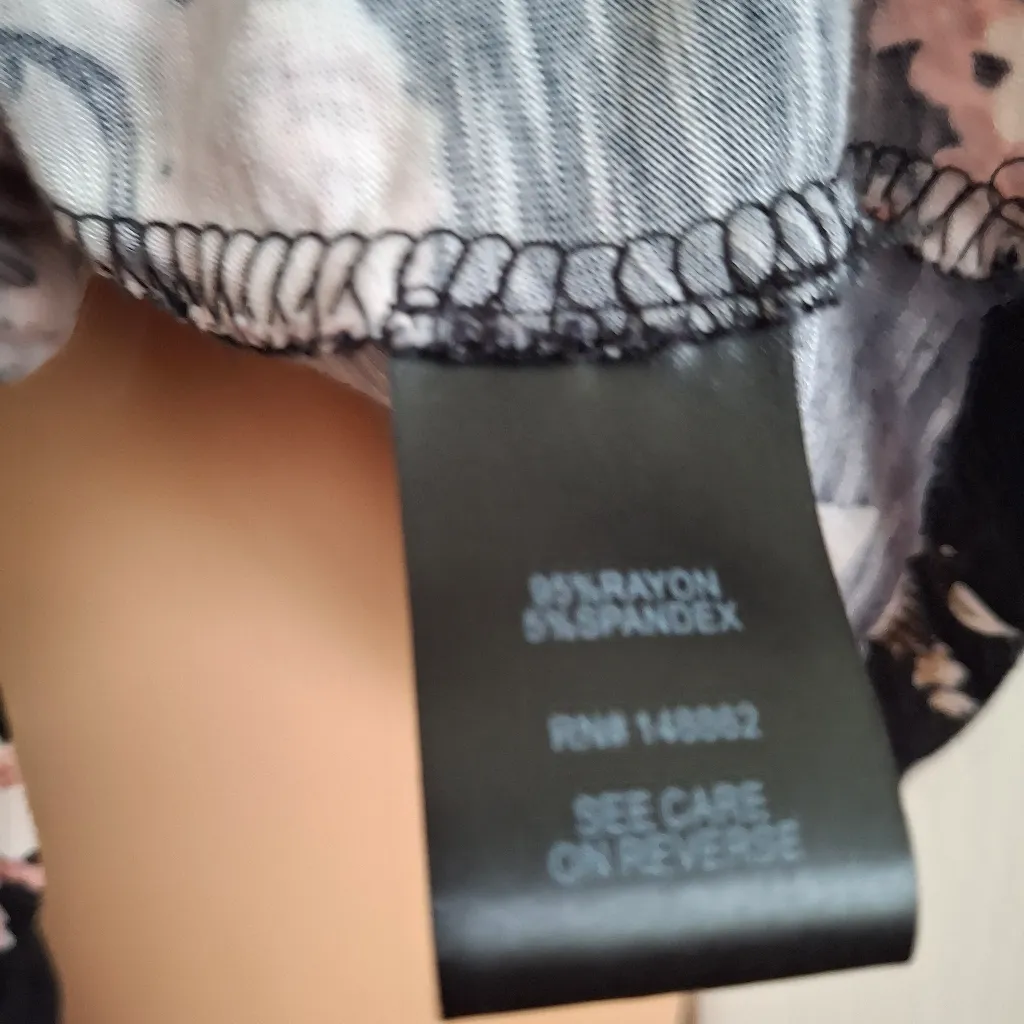 95%RAYON
5%SPANDEX
RN#
SEE CARE
ON REVERSE